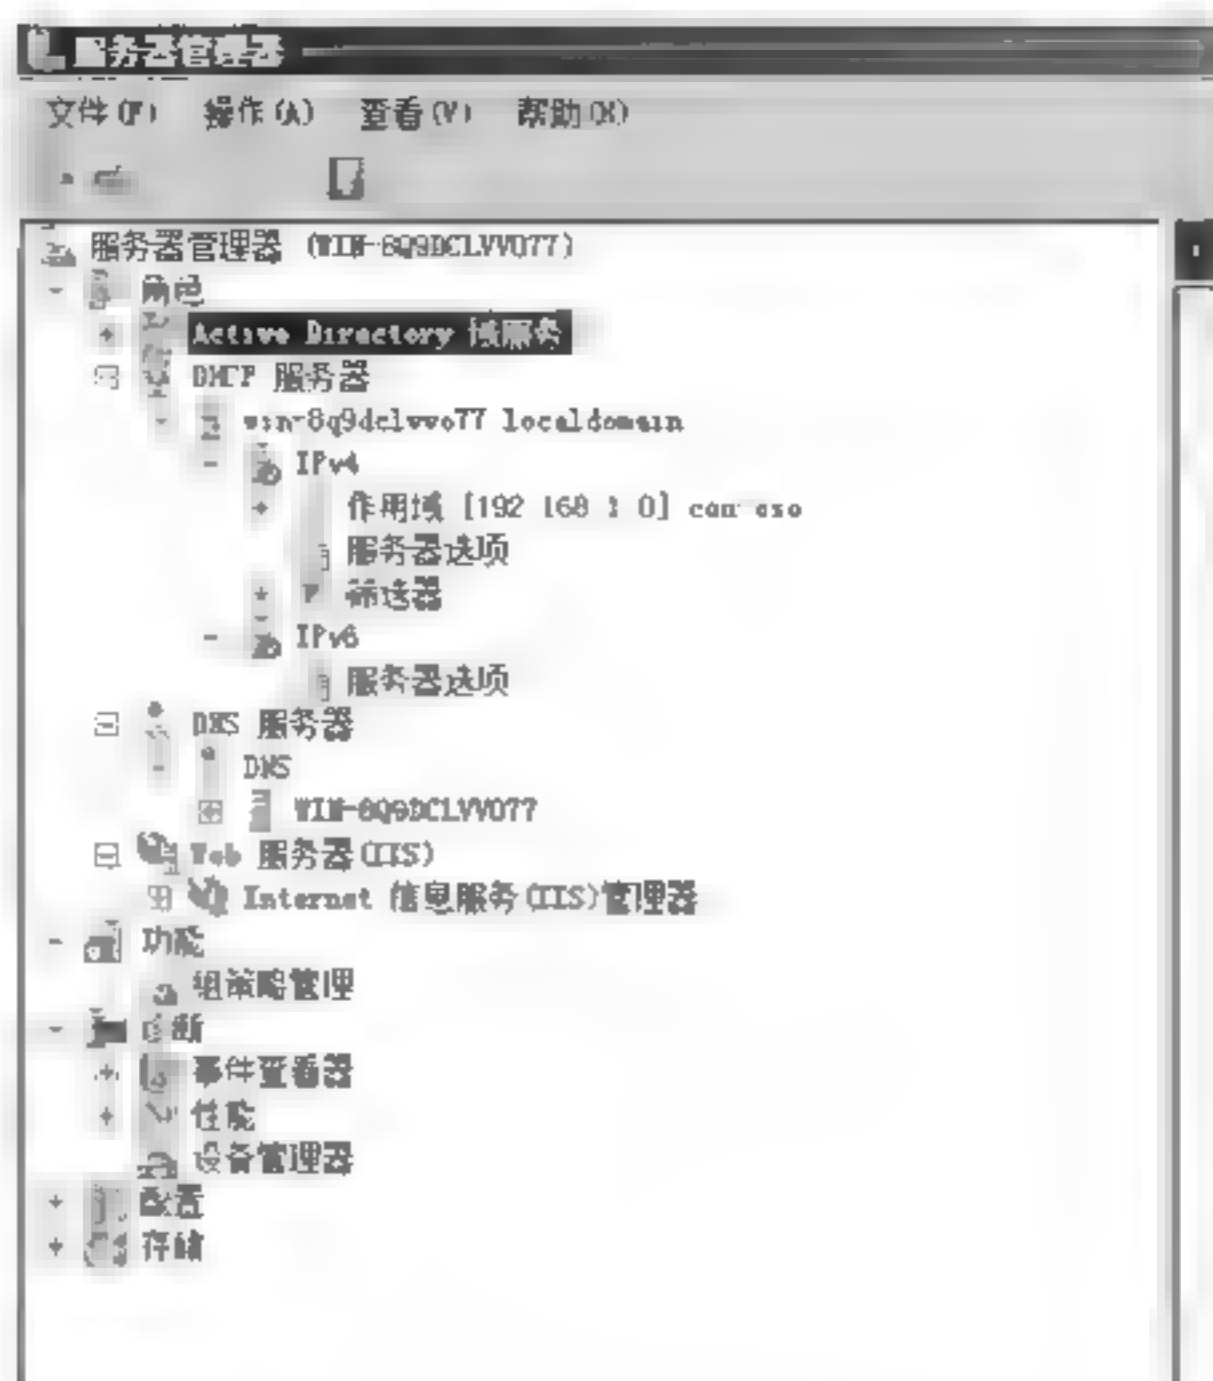 服务器管理器
文件(F) 操作(A) 查看(V) 帮助(H)
服务器管理器 (WIN-8Q9DCLVVO77)
角色
Active Directory 域服务
DHCP 服务器
win-8q9dclvvo77.localdomain
IPv4
作用域 [192.168.1.0]
服务器选项
筛选器
IPv6
服务器选项
DNS 服务器
DNS
WIN-8Q9DCLVVO77
Web 服务器(IIS)
Internet 信息服务(IIS)管理器
功能
组策略管理
诊断
事件查看器
性能
设备管理器
配置
存储